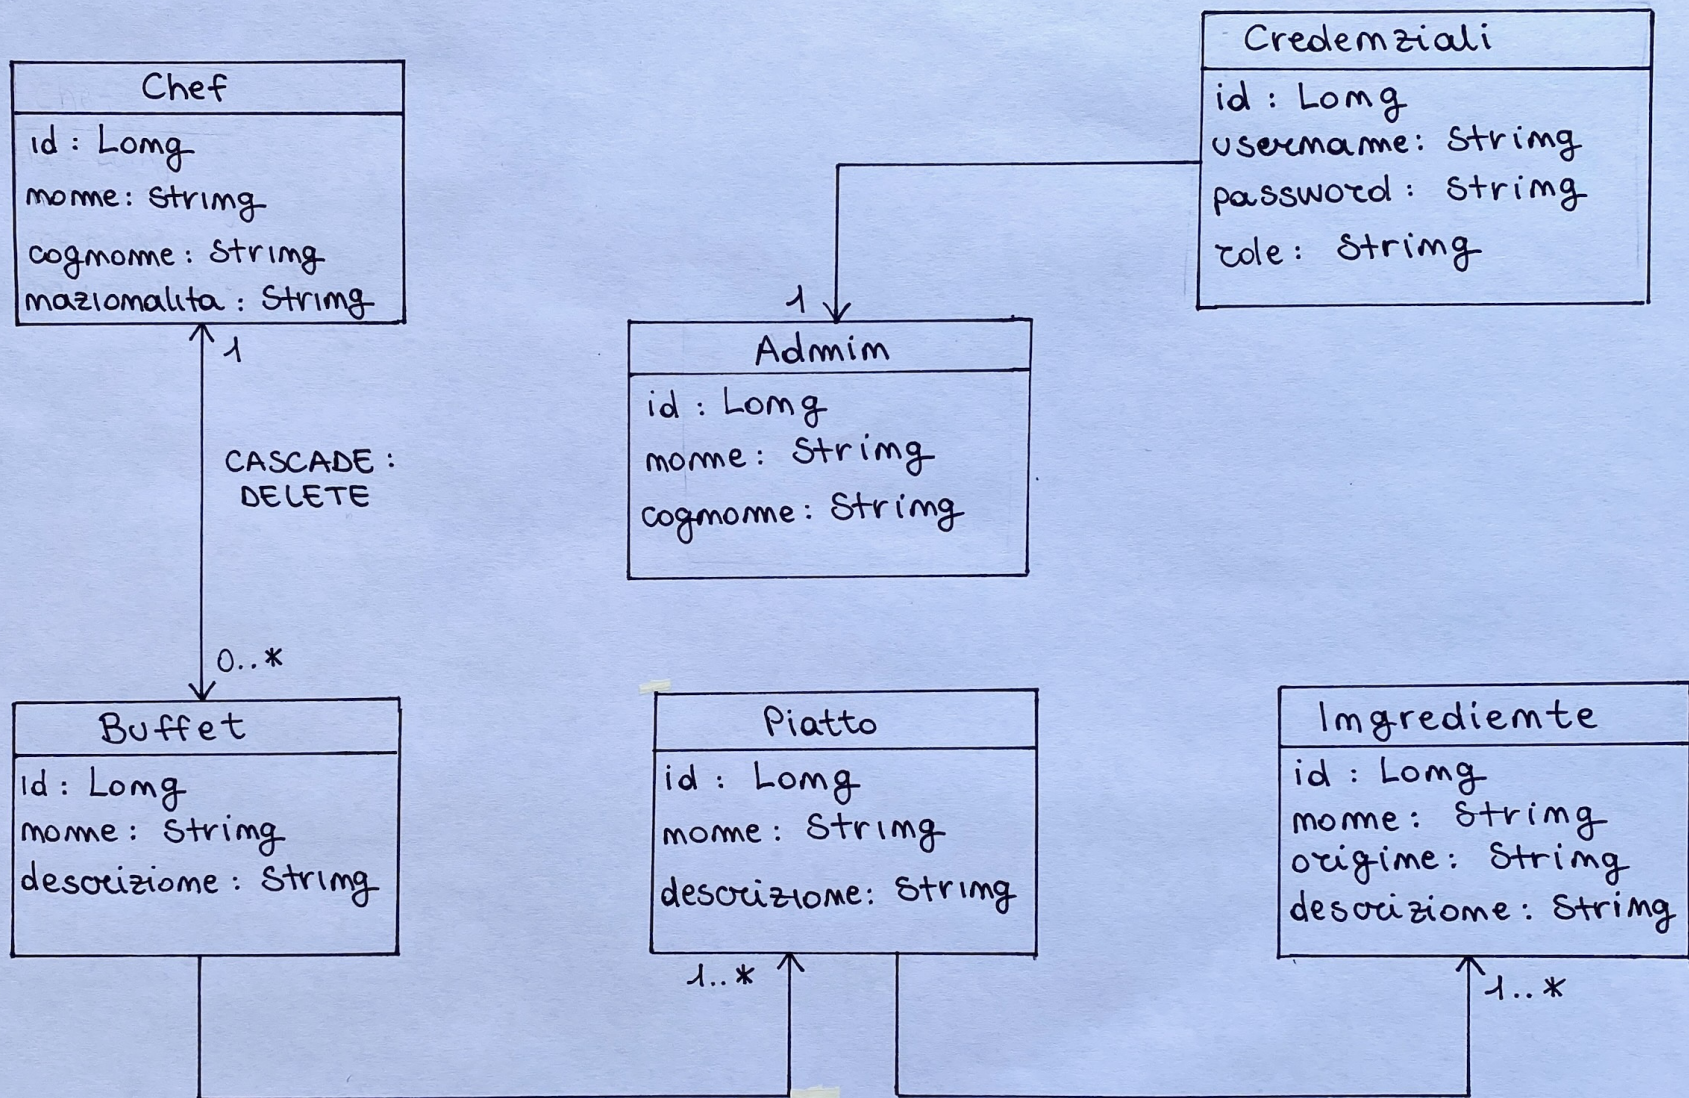 Chef
id : Long
nome : String
cognome : String
nazionalita : String
1
CASCADE :
DELETE
0..*
Credenziali
id : Long
username : String
password : String
role : String
1
Admin
id : Long
nome : String
cognome : String
Buffet
id : Long
nome : String
descrizione : String
Piatto
id : Long
nome : String
descrizione : String
1..*
Ingrediente
id : Long
nome : String
origine : String
descrizione : String
1..*